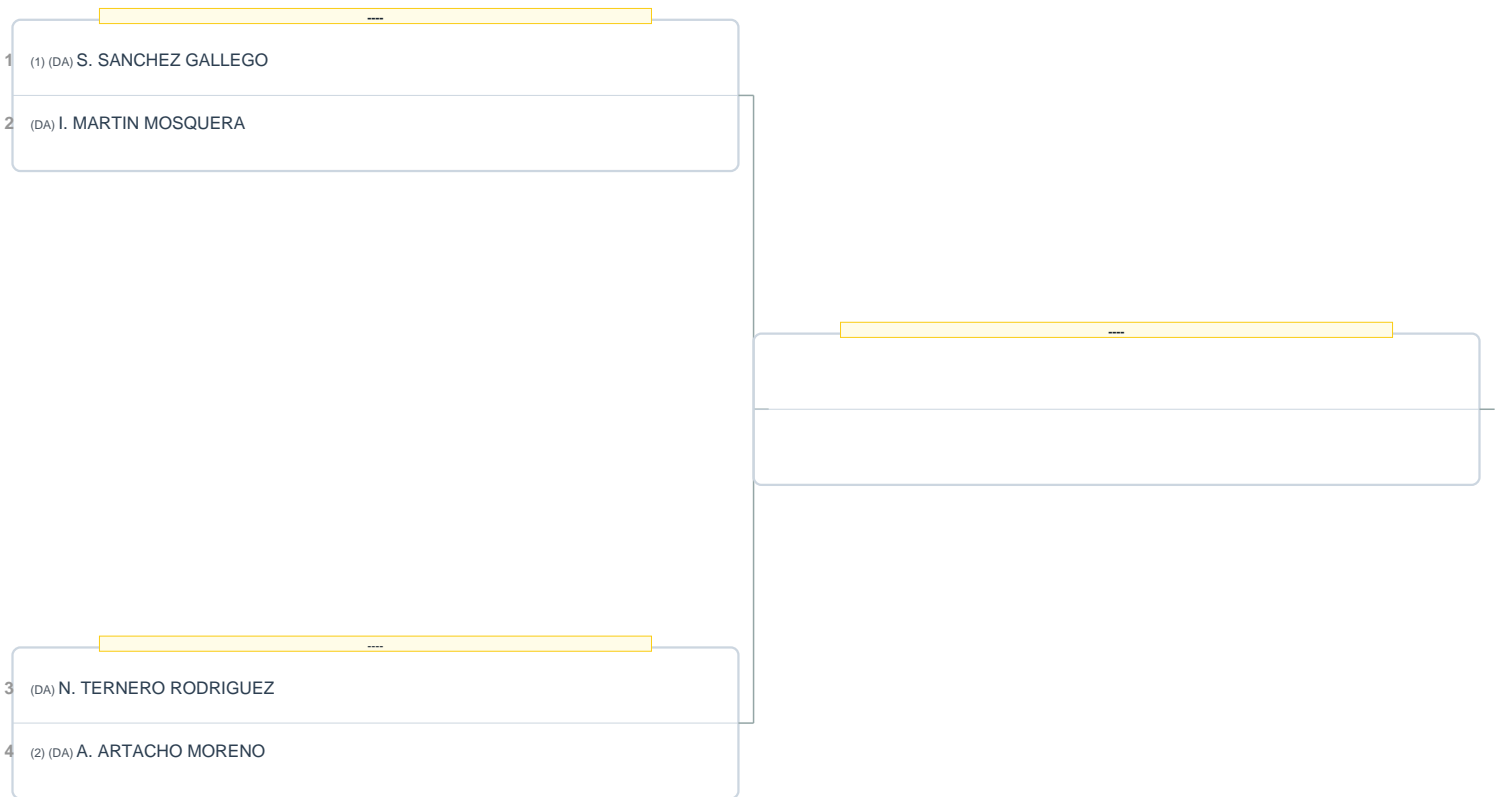 ----
1 (1) (DA) S. SANCHEZ GALLEGO
2 (DA) I. MARTIN MOSQUERA
----
----
3 (DA) N. TERNERO RODRIGUEZ
4 (2) (DA) A. ARTACHO MORENO